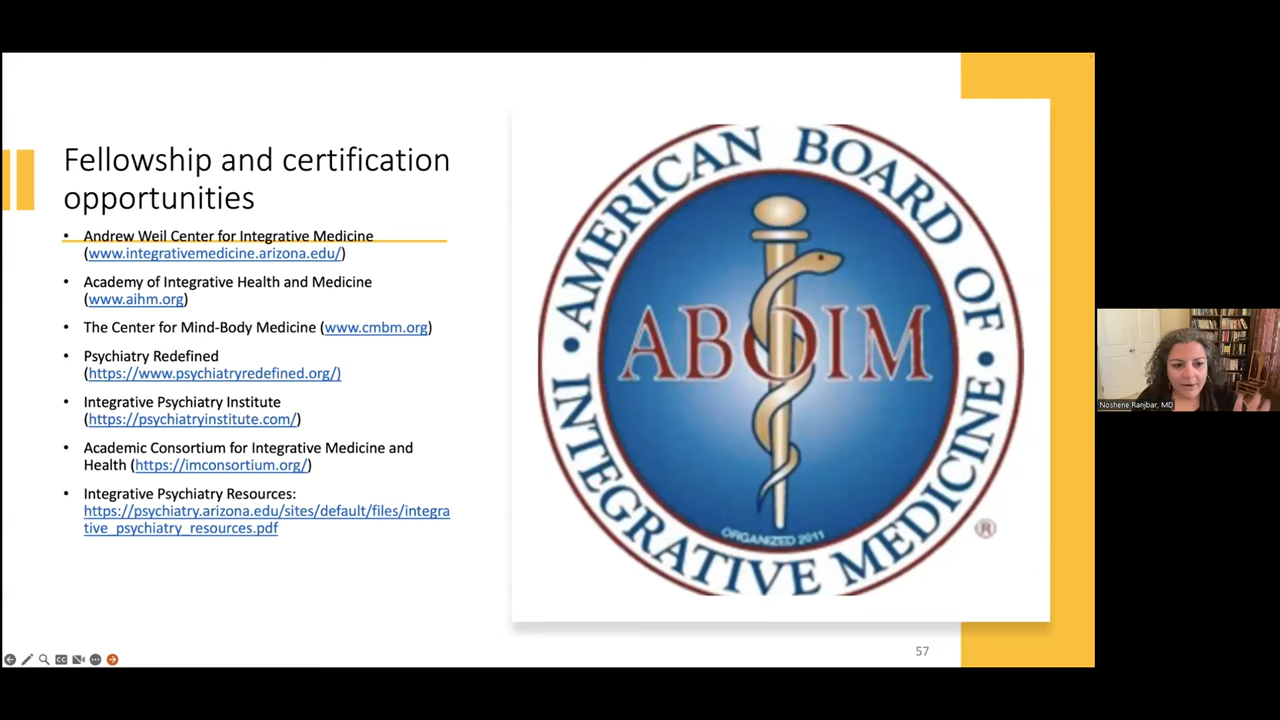 Fellowship and certification
opportunities
• Andrew Weil Center for Integrative Medicine
(www.integrativemedicine.arizona.edu/)
• Academy of Integrative Health and Medicine
(www.aihm.org)
• The Center for Mind-Body Medicine (www.cmbm.org)
• Psychiatry Redefined
(https://www.psychiatryredefined.org/)
• Integrative Psychiatry Institute
(https://psychiatryinstitute.com/)
• Academic Consortium for Integrative Medicine and
Health (https://imconsortium.org/)
• Integrative Psychiatry Resources:
https://psychiatry.arizona.edu/sites/default/files/integra
tive_psychiatry_resources.pdf
• AMERICAN BOARD OF •
INTEGRATIVE MEDICINE
ABOIM
ORGANIZED 2011
®
57
CC
Noshene Ranjbar, MD